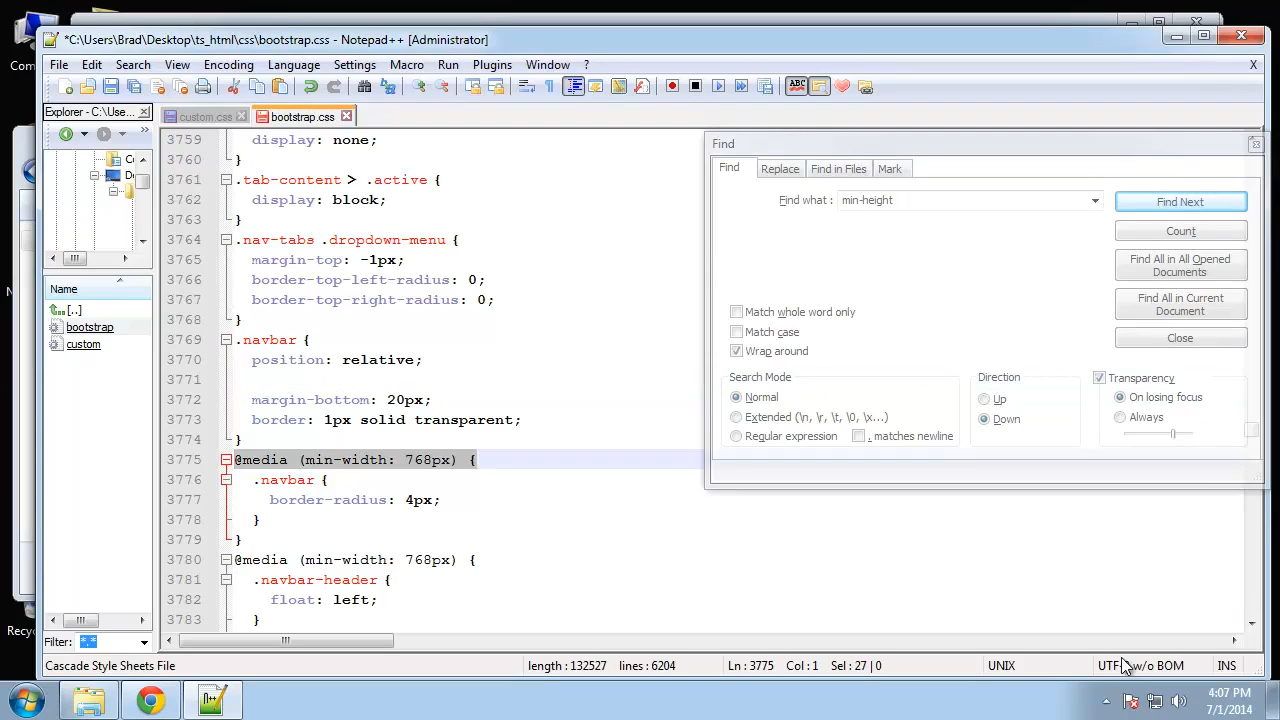 *C:\Users\Brad\Desktop\ts_html\css\bootstrap.css - Notepad++ [Administrator]
File Edit Search View Encoding Language Settings Macro Run Plugins Window ? X
Explorer - C:\Use...
custom.css
bootstrap.css
Name
[..]
bootstrap
custom
Filter: *.*
3759 display: none;
3760 }
3761 .tab-content > .active {
3762 display: block;
3763 }
3764 .nav-tabs .dropdown-menu {
3765 margin-top: -1px;
3766 border-top-left-radius: 0;
3767 border-top-right-radius: 0;
3768 }
3769 .navbar {
3770 position: relative;
3771
3772 margin-bottom: 20px;
3773 border: 1px solid transparent;
3774 }
3775 @media (min-width: 768px) {
3776 .navbar {
3777 border-radius: 4px;
3778 }
3779 }
3780 @media (min-width: 768px) {
3781 .navbar-header {
3782 float: left;
3783 }
Find
Find Replace Find in Files Mark
Find what : min-height
Find Next
Count
Find All in All Opened
Documents
Find All in Current
Document
Close
Match whole word only
Match case
Wrap around
Search Mode
Normal
Extended (\n, \r, \t, \0, \x...)
Regular expression
. matches newline
Direction
Up
Down
Transparency
On losing focus
Always
Cascade Style Sheets File length : 132527 lines : 6204 Ln : 3775 Col : 1 Sel : 27 | 0 UNIX w/o BOM INS
4:07 PM
7/1/2014